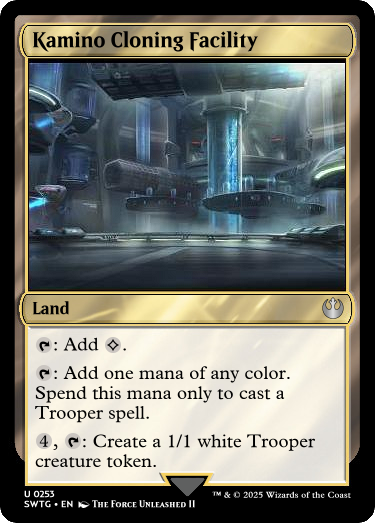 Kamino Cloning Facility
Land
: Add .
: Add one mana of any color.
Spend this mana only to cast a
Trooper spell.
4, : Create a 1/1 white Trooper
creature token.
U 0253
SWTG • EN The Force Unleashed II
™ & © 2025 Wizards of the Coast